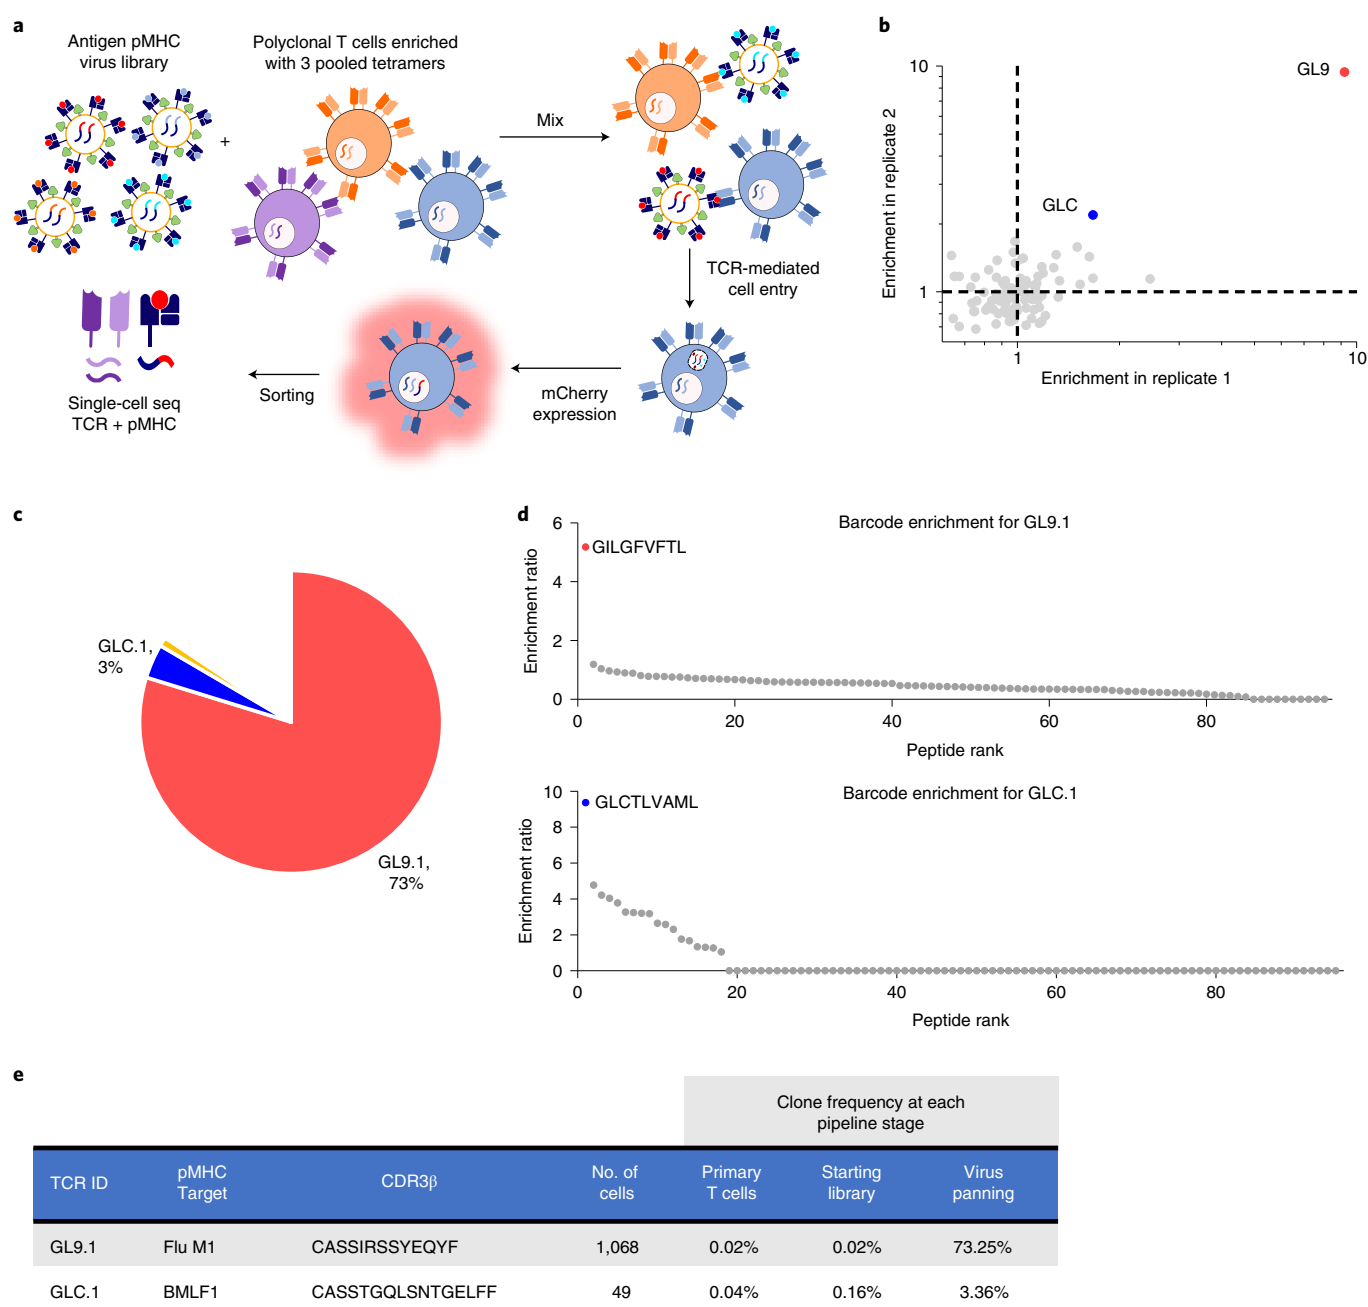 a
Antigen pMHC
virus library
Polyclonal T cells enriched
with 3 pooled tetramers
+
Mix
TCR-mediated
cell entry
mCherry
expression
Sorting
Single-cell seq
TCR + pMHC
b
Enrichment in replicate 2
10
1
GL9
GLC
1
10
Enrichment in replicate 1
c
GLC.1,
3%
GL9.1,
73%
d
Barcode enrichment for GL9.1
Enrichment ratio
6
4
2
0
GILGFVFTL
0 20 40 60 80
Peptide rank
Barcode enrichment for GLC.1
Enrichment ratio
10
8
6
4
2
0
GLCTLVAML
0 20 40 60 80
Peptide rank
e
Clone frequency at each
pipeline stage
TCR ID pMHC Target CDR3β No. of cells Primary T cells Starting library Virus panning
GL9.1 Flu M1 CASSIRSSYEQYF 1,068 0.02% 0.02% 73.25%
GLC.1 BMLF1 CASSTGQLSNTGELFF 49 0.04% 0.16% 3.36%